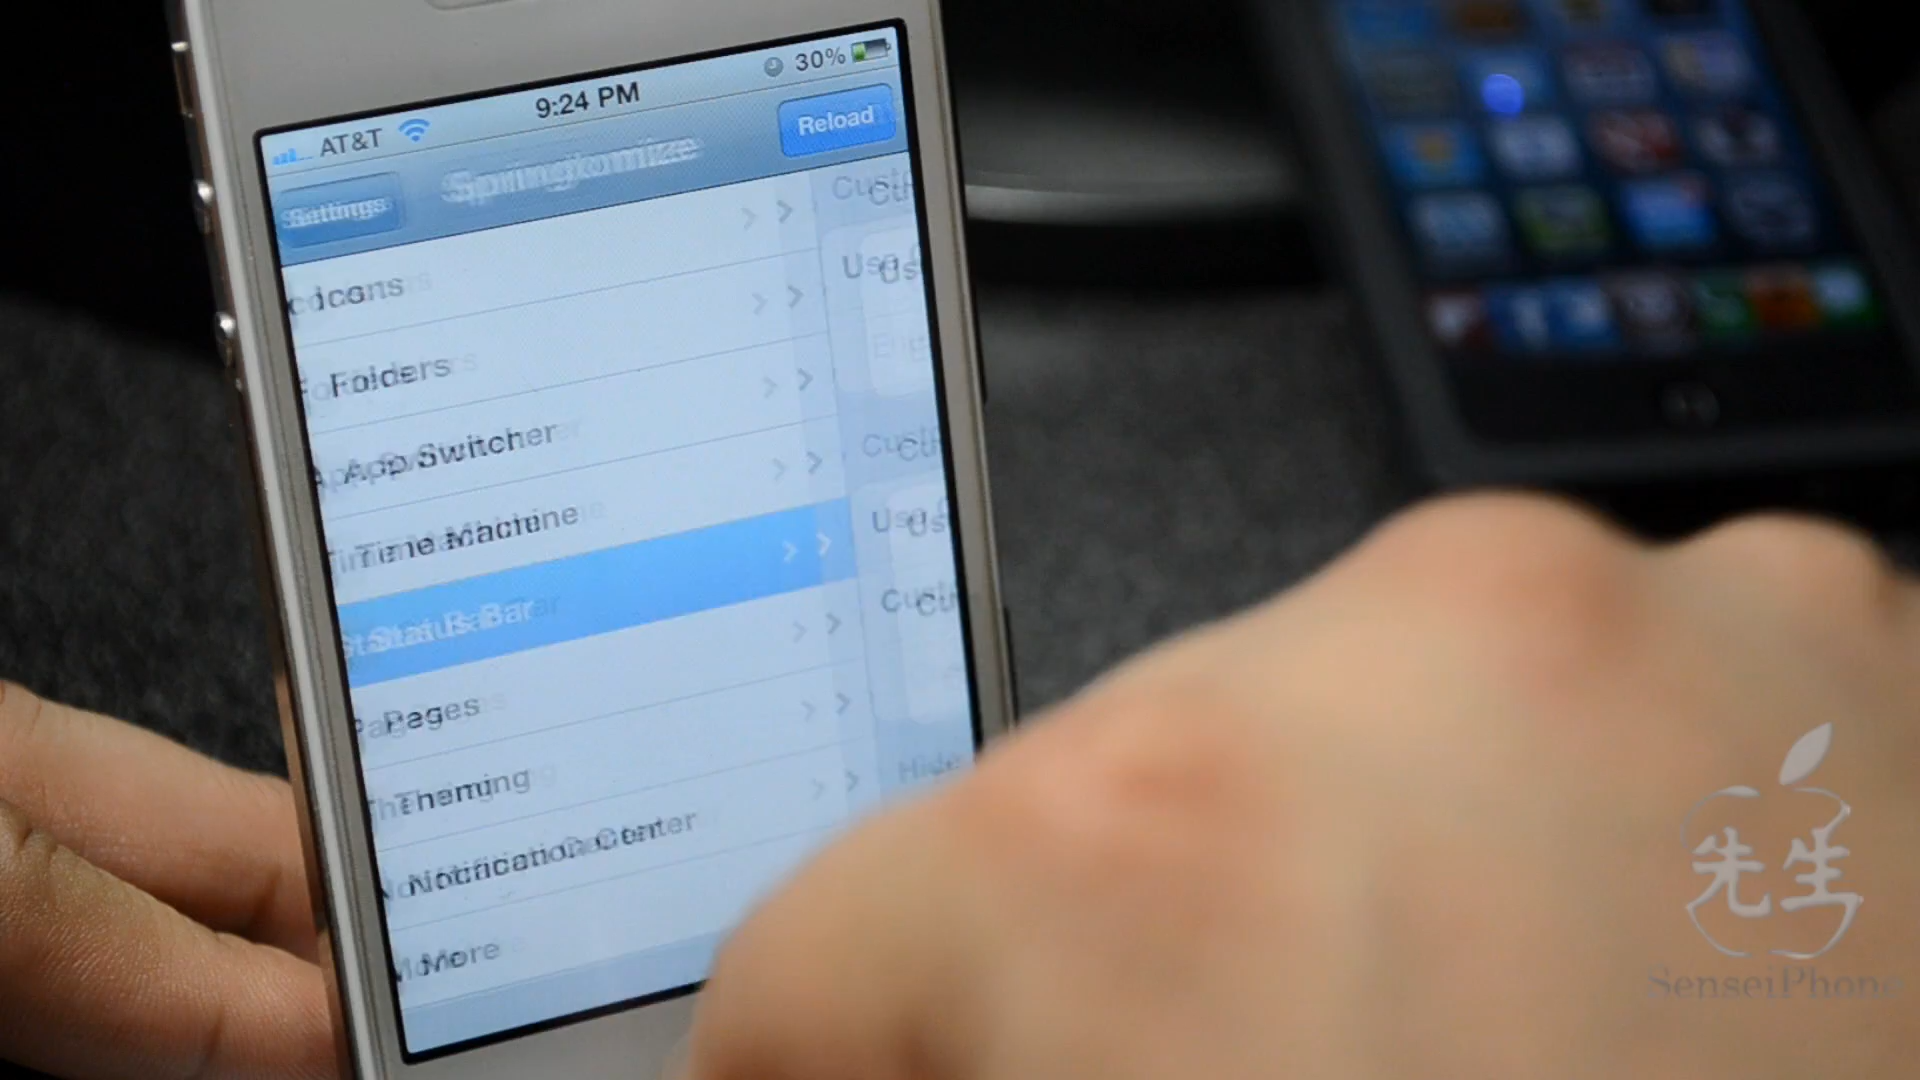 AT&T 9:24 PM 30%
Settings Springtomize Reload
Icons
Folders
App Switcher
Time Machine
Status Bar
Pages
Theming
Notification Center
More
Hide
先生
SenseiPhone